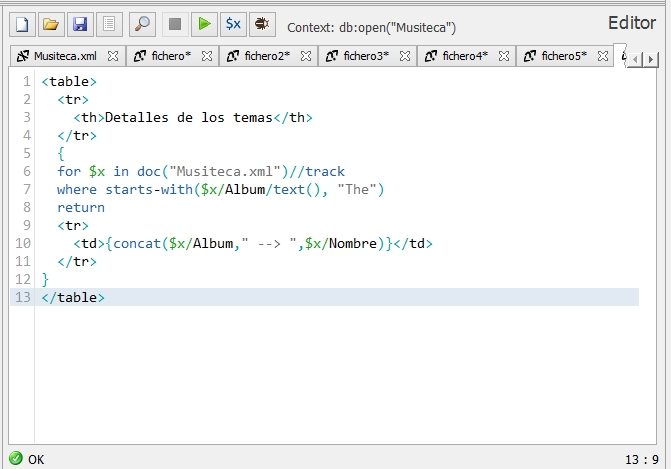 $x Context: db:open("Musiteca") Editor
Musiteca.xml fichero* fichero2* fichero3* fichero4* fichero5*
1 <table>
2 <tr>
3 <th>Detalles de los temas</th>
4 </tr>
5 {
6 for $x in doc("Musiteca.xml")//track
7 where starts-with($x/Album/text(), "The")
8 return
9 <tr>
10 <td>{concat($x/Album," --> ",$x/Nombre)}</td>
11 </tr>
12 }
13 </table>
OK 13 : 9